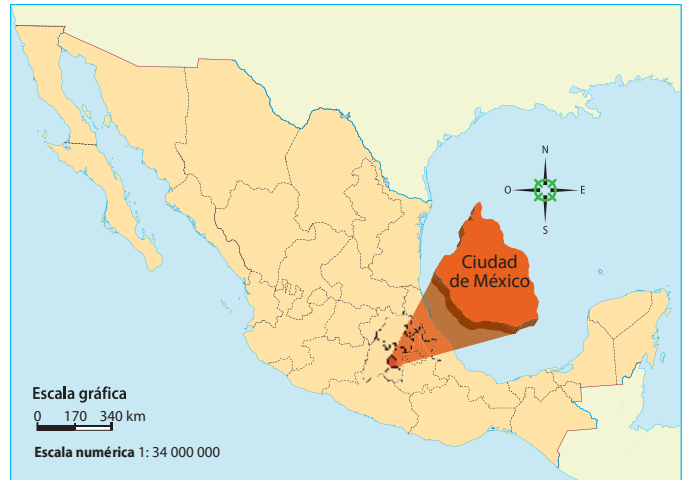 N
O
E
S
Ciudad
de México
Escala gráfica
0 170 340 km
Escala numérica 1: 34 000 000